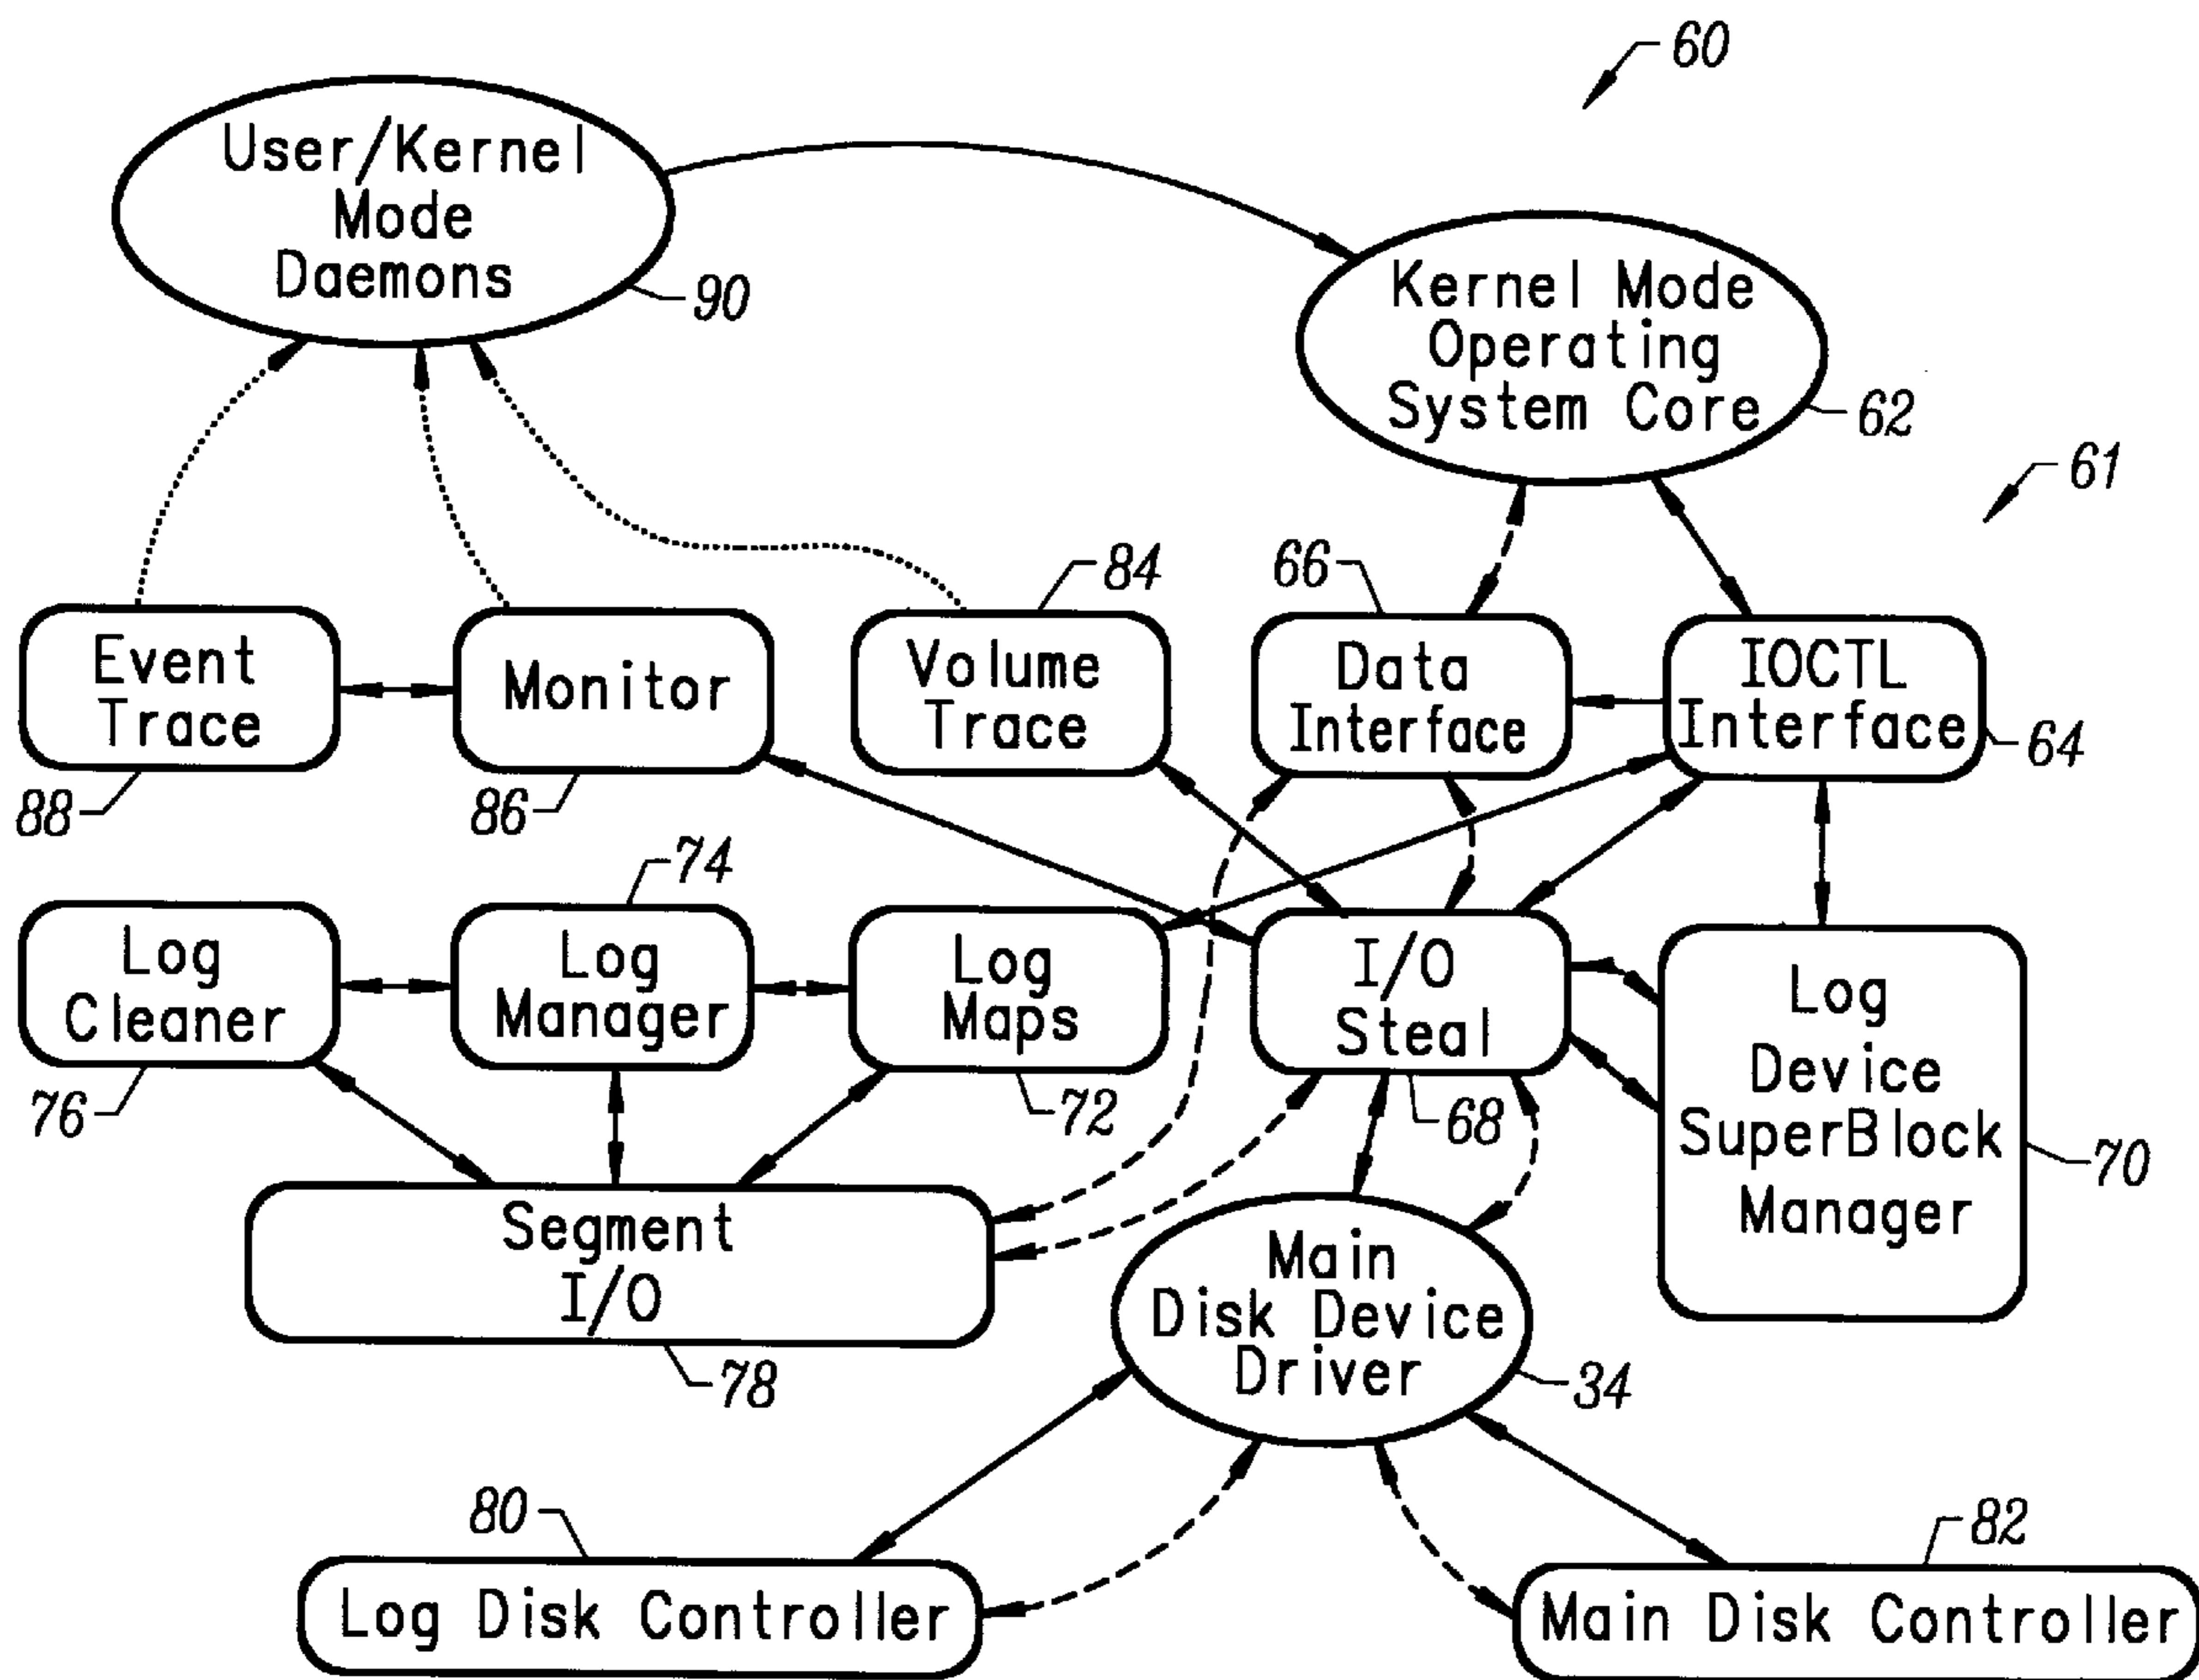 60
User/Kernel
Mode
Daemons
90
Kernel Mode
Operating
System Core
62
61
84
66
Event
Trace
Monitor
Volume
Trace
Data
Interface
IOCTL
Interface
64
88
86
74
Log
Cleaner
Log
Manager
Log
Maps
I/O
Steal
Log
Device
SuperBlock
Manager
76
72
68
70
Segment
I/O
78
Main
Disk Device
Driver
34
80
82
Log Disk Controller
Main Disk Controller